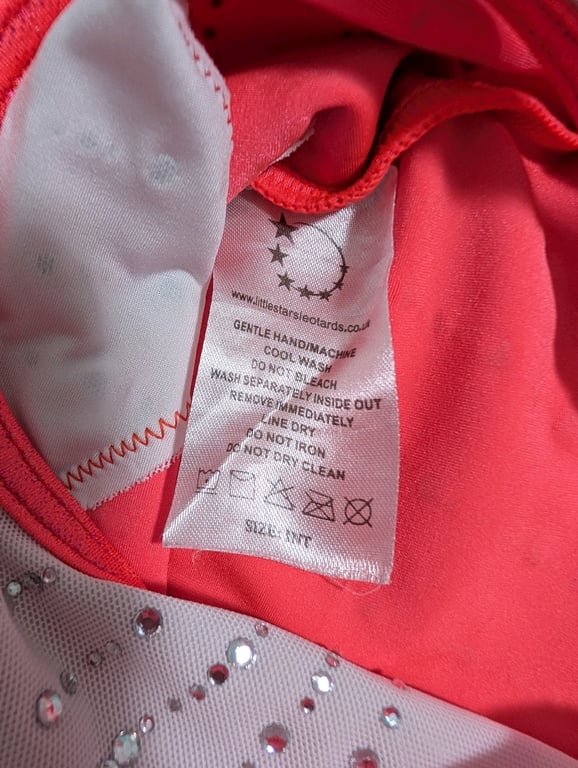 www.littlestarsleotards.co.uk
GENTLE HAND/MACHINE
COOL WASH
DO NOT BLEACH
WASH SEPARATELY INSIDE OUT
REMOVE IMMEDIATELY
LINE DRY
DO NOT IRON
DO NOT DRY CLEAN
SIZE: INT